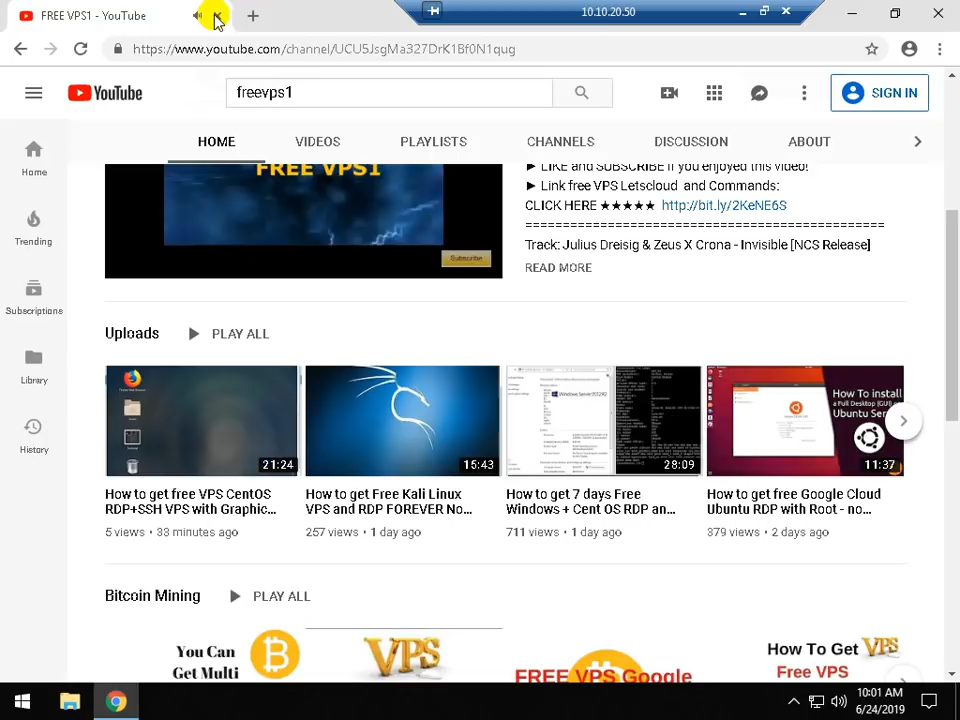 FREE VPS1 - YouTube
10.10.20.50
https://www.youtube.com/channel/UCU5JsgMa327DrK1Bf0N1qug
YouTube
freevps1
SIGN IN
HOME
VIDEOS
PLAYLISTS
CHANNELS
DISCUSSION
ABOUT
Home
Trending
Subscriptions
Library
History
FREE VPS1
Subscribe
► LIKE and SUBSCRIBE if you enjoyed this video!
► Link free VPS Letscloud and Commands:
CLICK HERE ★★★★★ http://bit.ly/2KeNE6S
=============================================
Track: Julius Dreisig & Zeus X Crona - Invisible [NCS Release]
READ MORE
Uploads
PLAY ALL
21:24
How to get free VPS CentOS
RDP+SSH VPS with Graphic...
5 views • 33 minutes ago
15:43
How to get Free Kali Linux
VPS and RDP FOREVER No...
257 views • 1 day ago
28:09
How to get 7 days Free
Windows + Cent OS RDP an...
711 views • 1 day ago
How To install
a Full Desktop (GUI)
Ubuntu Ser
11:37
How to get free Google Cloud
Ubuntu RDP with Root - no...
379 views • 2 days ago
Bitcoin Mining
PLAY ALL
You Can
Get Multi
VPS
FREE VPS Google
How To Get VPS
Free VPS
10:01 AM
6/24/2019